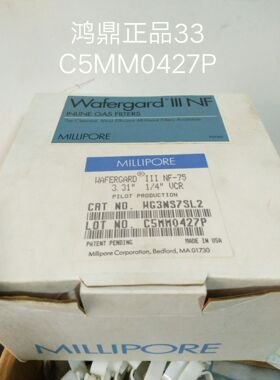 鸿鼎正品33
C5MM0427P
Wafergard III NF
INLINE GAS FILTERS
MILLIPORE
MILLIPORE
WAFERGARD® III NF-75
3.31" 1/4" VCR
PILOT PRODUCTION
CAT NO. WG3NS7SL2
LOT NO. C5MM0427P
PATENT PENDING MADE IN USA
Millipore Corporation, Bedford, MA 01730
MILLIPORE